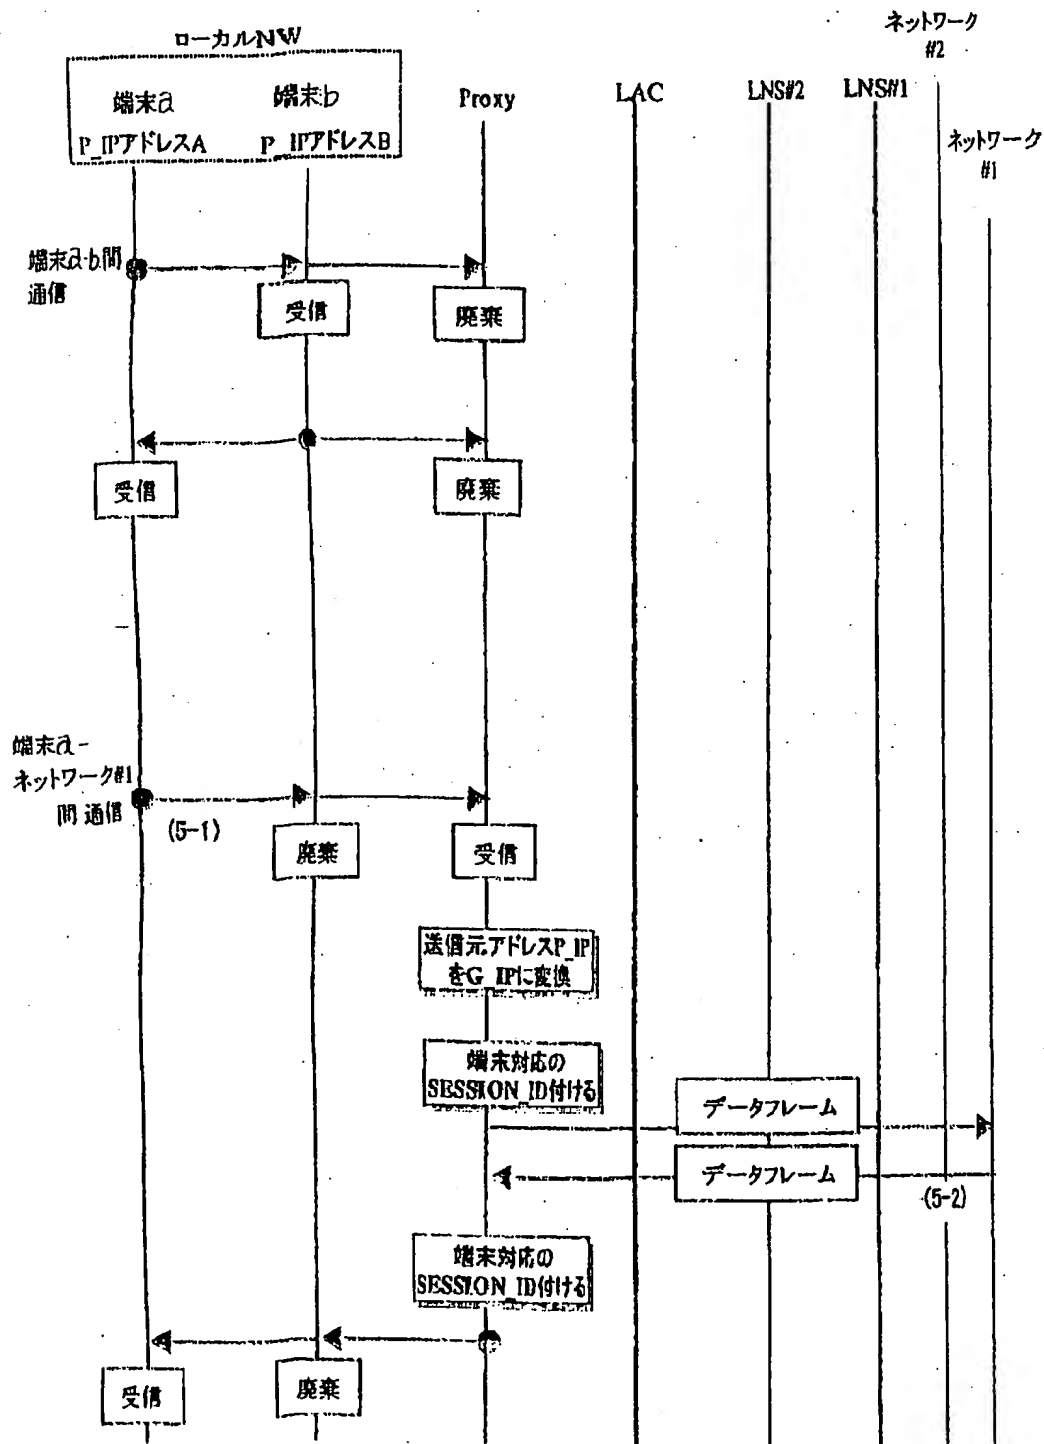 ネットワーク
#2
ローカルNW
端末a
端末b
Proxy
LAC
LNS#2
LNS#1
P_IPアドレスA
P_IPアドレスB
ネットワーク
#1
端末a-b間
通信
受信
廃棄
受信
廃棄
端末a-
ネットワーク#1
間通信
(5-1)
廃棄
受信
送信元アドレスP_IP
をG_IPに変換
端末対応の
SESSION_ID付ける
データフレーム
データフレーム
(5-2)
端末対応の
SESSION_ID付ける
受信
廃棄